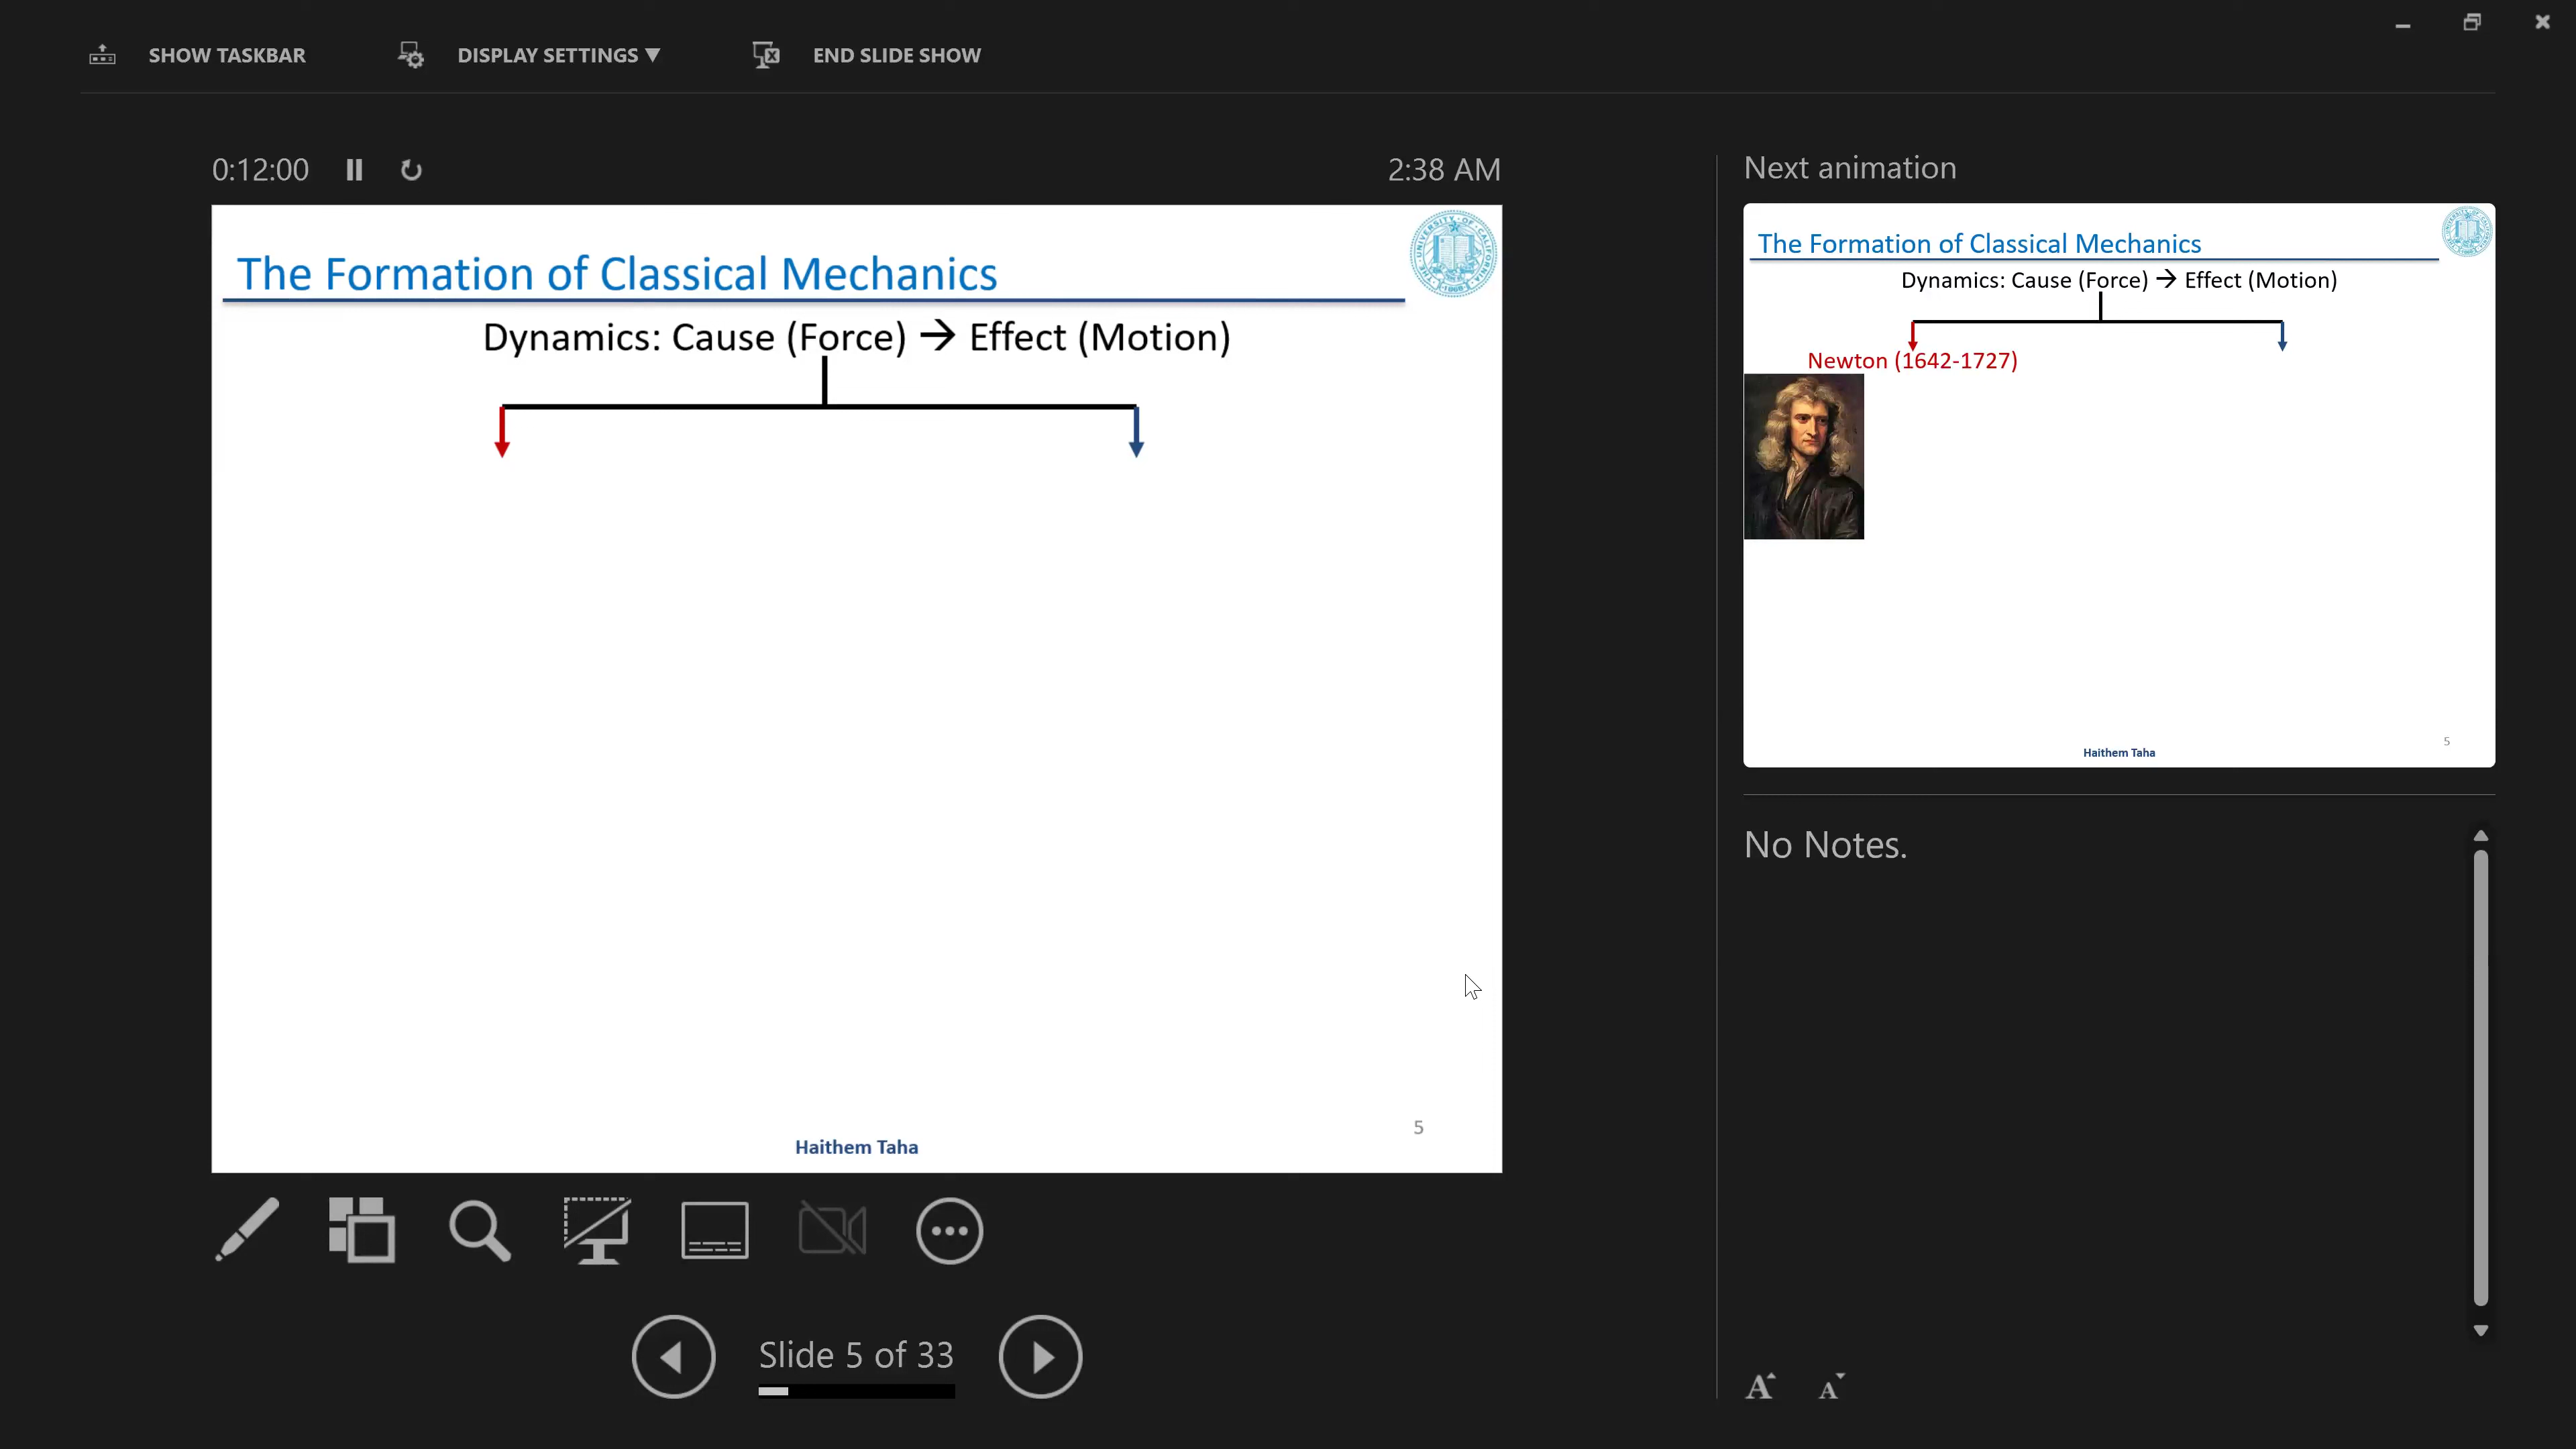 SHOW TASKBAR
DISPLAY SETTINGS ▼
END SLIDE SHOW
0:12:00
2:38 AM
The Formation of Classical Mechanics
Dynamics: Cause (Force) → Effect (Motion)
Haithem Taha
5
Slide 5 of 33
Next animation
The Formation of Classical Mechanics
Dynamics: Cause (Force) → Effect (Motion)
Newton (1642-1727)
Haithem Taha
5
No Notes.
A A